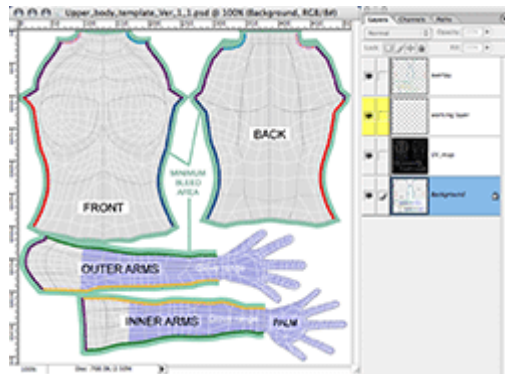 Upper_body_template_Ver_1_1.psd @ 100% (Background, RGB/8#)
Layers
Channels
Paths
Normal
Opacity:
Lock:
Fill:
overlay
working layer
UV_map
Background
BACK
MINIMUM
BLEED
AREA
FRONT
OUTER ARMS
INNER ARMS
PALM
100%